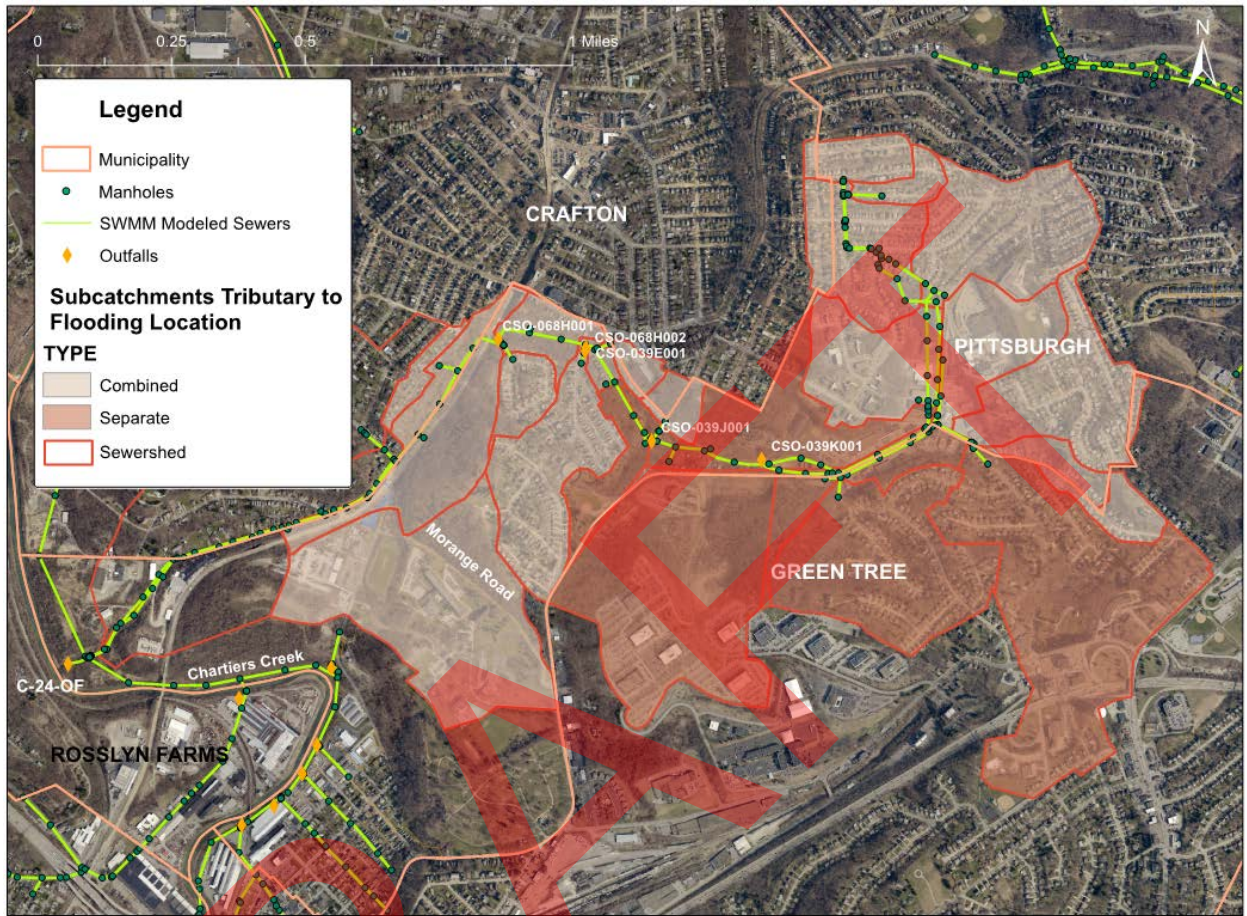 0 0.25 0.5 1 Miles
N
Legend
Municipality
Manholes
SWMM Modeled Sewers
Outfalls
Subcatchments Tributary to
Flooding Location
TYPE
Combined
Separate
Sewershed
CRAFTON
CSO-068H001
CSO-068H002
CSO-039E001
PITTSBURGH
CSO-039J001
CSO-039K001
Morange Road
GREEN TREE
Chartiers Creek
C-24-OF
ROSSLYN FARMS
DRAFT